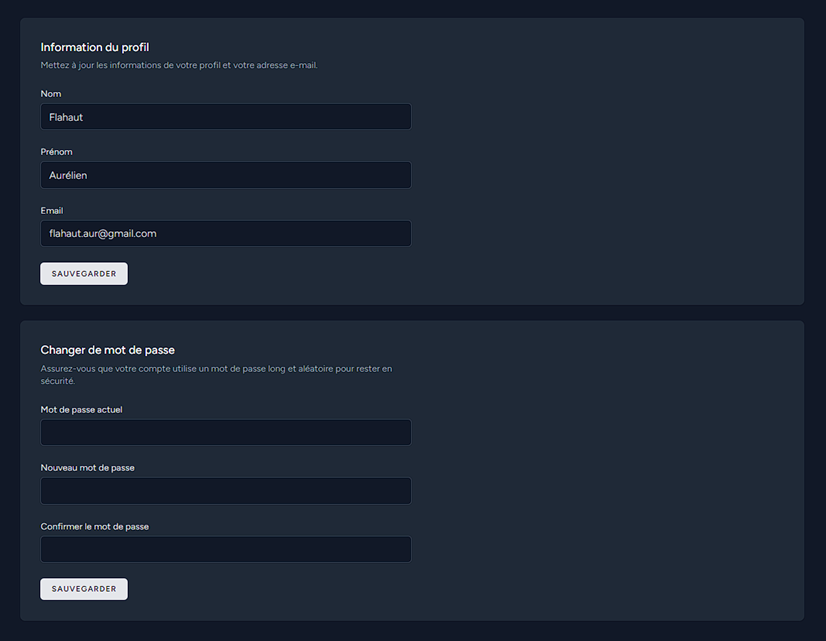 Information du profil
Mettez à jour les informations de votre profil et votre adresse e-mail.
Nom
Flahaut
Prénom
Aurélien
Email
flahaut.aur@gmail.com
SAUVEGARDER
Changer de mot de passe
Assurez-vous que votre compte utilise un mot de passe long et aléatoire pour rester en
sécurité.
Mot de passe actuel
Nouveau mot de passe
Confirmer le mot de passe
SAUVEGARDER